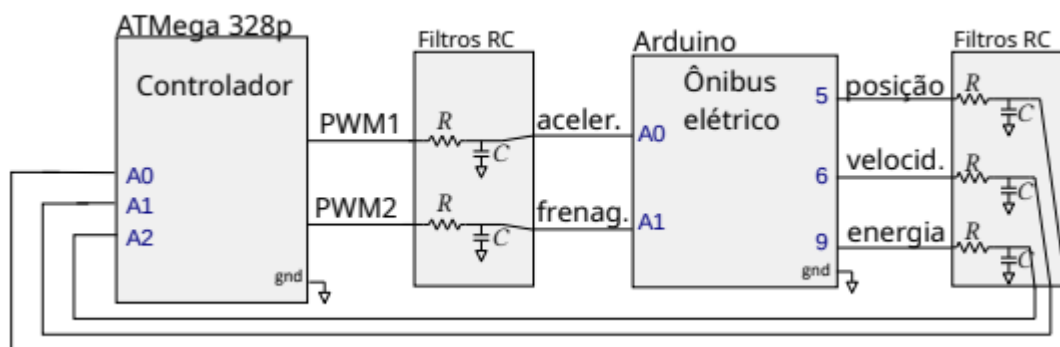 ATMega 328p
Controlador
A0
A1
A2
gnd
PWM1
PWM2
Filtros RC
R
C
R
C
aceler.
frenag.
Arduino
Ônibus
elétrico
A0
A1
5
6
9
gnd
posição
velocid.
energia
Filtros RC
R
C
R
C
R
C